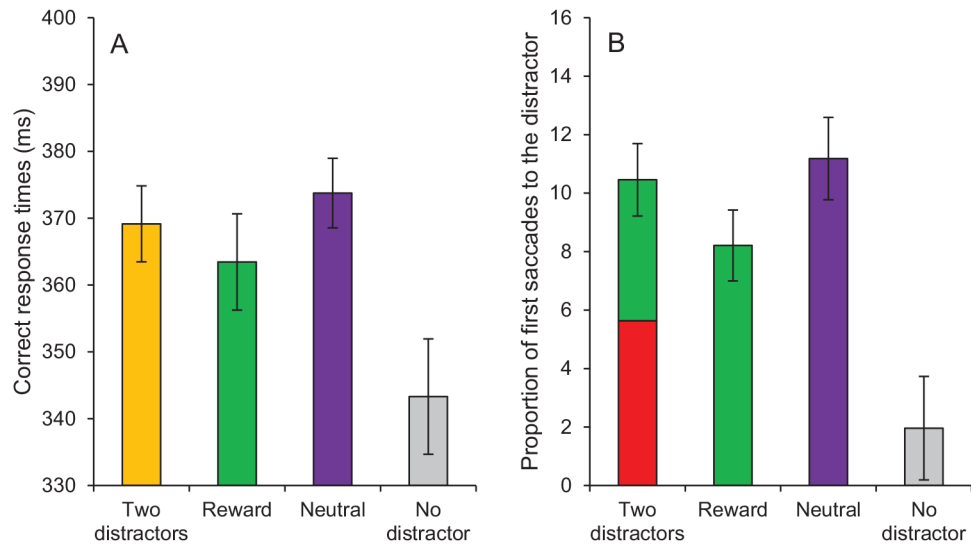 A
Correct response times (ms)
400
390
380
370
360
350
340
330
Two distractors
Reward
Neutral
No distractor
B
Proportion of first saccades to the distractor
16
14
12
10
8
6
4
2
0
Two distractors
Reward
Neutral
No distractor